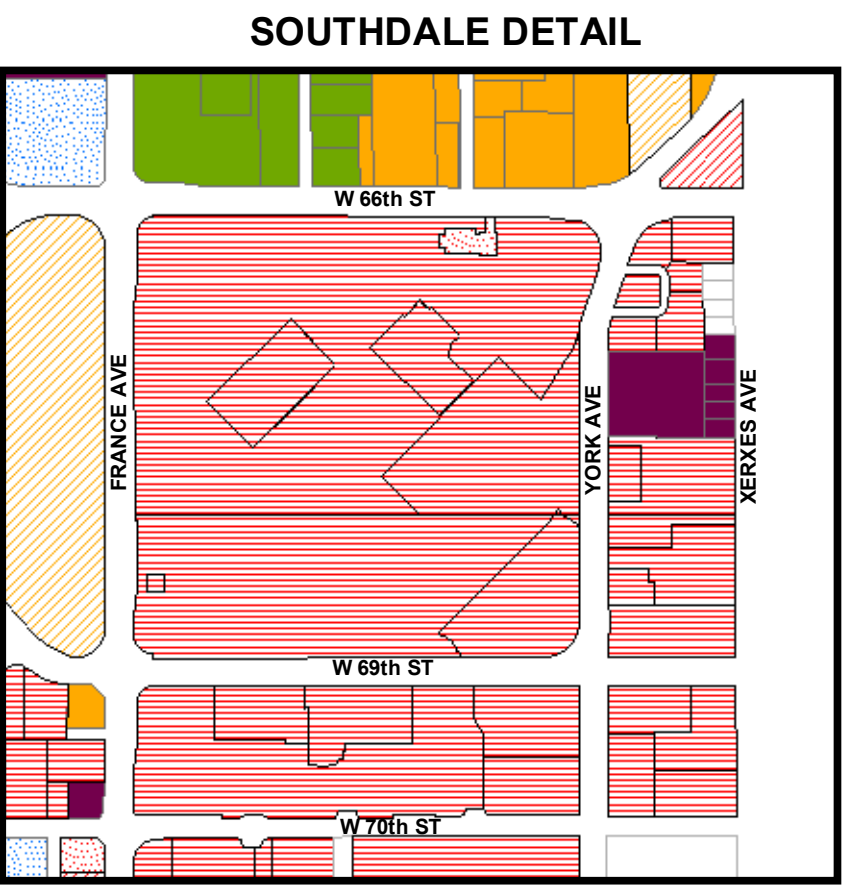 SOUTHDALE DETAIL
W 66th ST
FRANCE AVE
YORK AVE
XERXES AVE
W 69th ST
W 70th ST